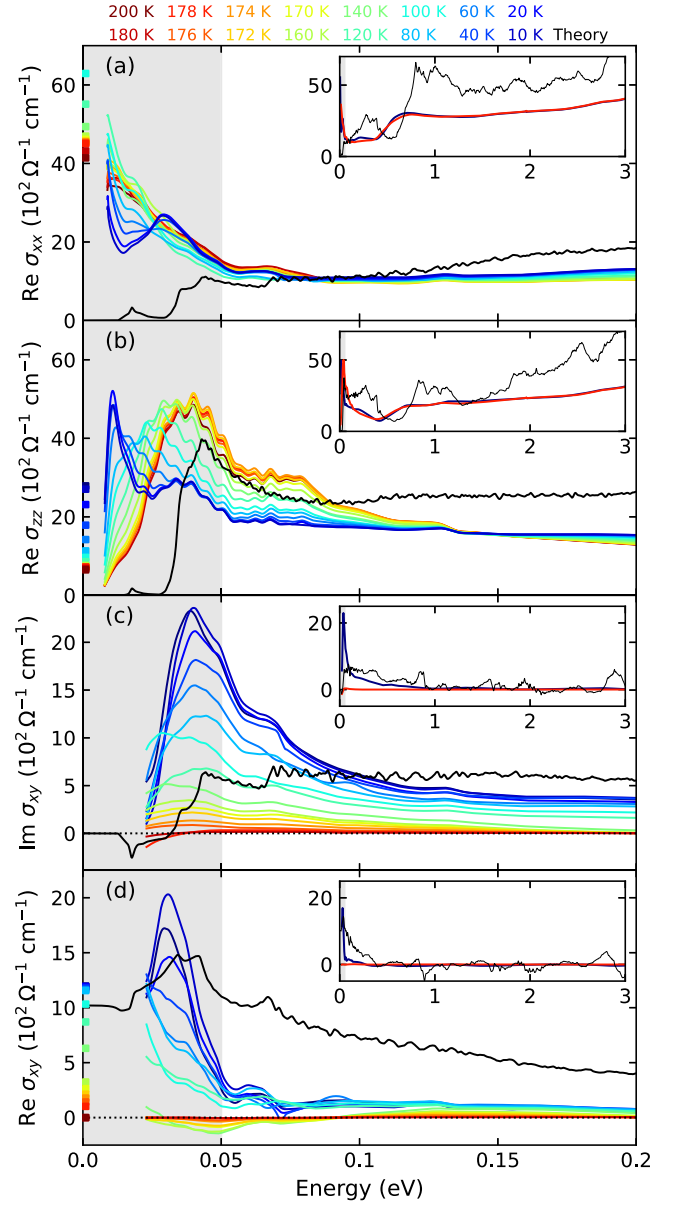 200 K 178 K 174 K 170 K 140 K 100 K 60 K 20 K
180 K 176 K 172 K 160 K 120 K 80 K 40 K 10 K Theory
(a)
Re σxx (10² Ω⁻¹ cm⁻¹)
60
40
20
0
50
0
0 1 2 3
(b)
Re σzz (10² Ω⁻¹ cm⁻¹)
60
40
20
0
50
0
0 1 2 3
(c)
Im σxy (10² Ω⁻¹ cm⁻¹)
20
15
10
5
0
20
0
0 1 2 3
(d)
Re σxy (10² Ω⁻¹ cm⁻¹)
20
15
10
5
0
20
0
0 1 2 3
0.0 0.05 0.1 0.15 0.2
Energy (eV)